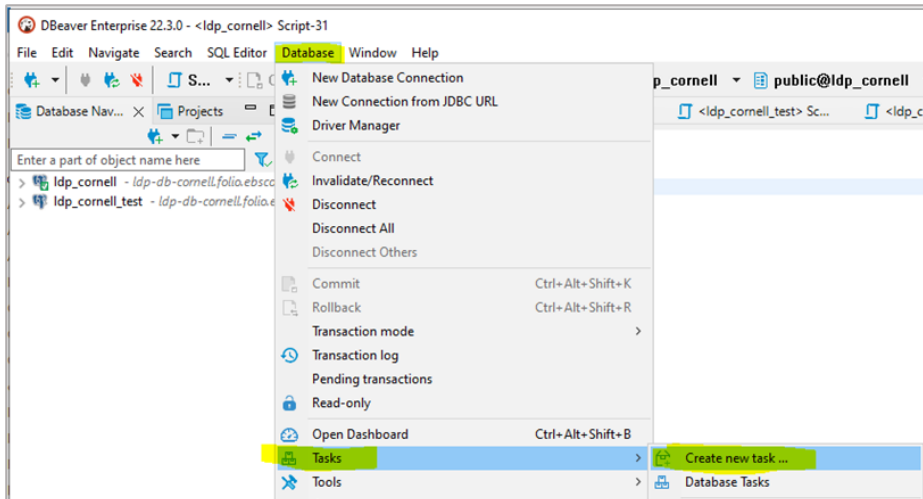 DBeaver Enterprise 22.3.0 - <ldp_cornell> Script-31
File Edit Navigate Search SQL Editor Database Window Help
S...
p_cornell public@ldp_cornell
Database Nav... Projects
<ldp_cornell_test> Sc... <ldp_c
Enter a part of object name here
ldp_cornell - ldp-db-cornell.folio.ebsco
ldp_cornell_test - ldp-db-cornell.folio.e
New Database Connection
New Connection from JDBC URL
Driver Manager
Connect
Invalidate/Reconnect
Disconnect
Disconnect All
Disconnect Others
Commit Ctrl+Alt+Shift+K
Rollback Ctrl+Alt+Shift+R
Transaction mode
Transaction log
Pending transactions
Read-only
Open Dashboard Ctrl+Alt+Shift+B
Tasks Create new task ...
Tools Database Tasks